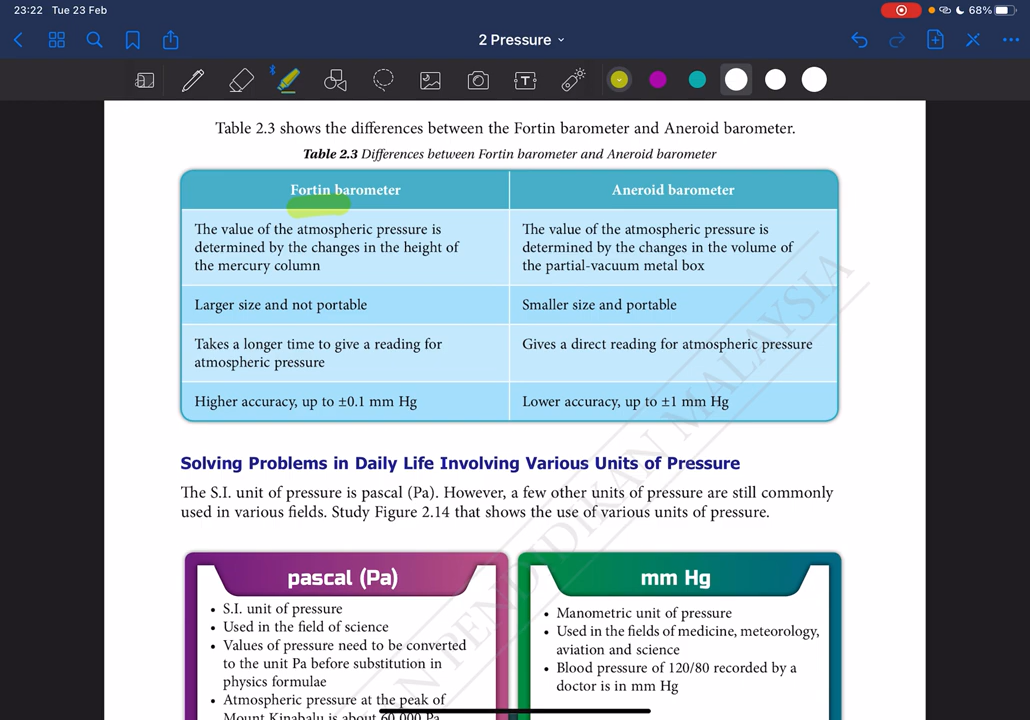 23:22 Tue 23 Feb
68%
2 Pressure
Table 2.3 shows the differences between the Fortin barometer and Aneroid barometer.
Table 2.3 Differences between Fortin barometer and Aneroid barometer
Fortin barometer
Aneroid barometer
The value of the atmospheric pressure is
determined by the changes in the height of
the mercury column
The value of the atmospheric pressure is
determined by the changes in the volume of
the partial-vacuum metal box
Larger size and not portable
Smaller size and portable
Takes a longer time to give a reading for
atmospheric pressure
Gives a direct reading for atmospheric pressure
Higher accuracy, up to ±0.1 mm Hg
Lower accuracy, up to ±1 mm Hg
Solving Problems in Daily Life Involving Various Units of Pressure
The S.I. unit of pressure is pascal (Pa). However, a few other units of pressure are still commonly
used in various fields. Study Figure 2.14 that shows the use of various units of pressure.
pascal (Pa)
• S.I. unit of pressure
• Used in the field of science
• Values of pressure need to be converted
to the unit Pa before substitution in
physics formulae
• Atmospheric pressure at the peak of
Mount Kinabalu is about 60 000 Pa
mm Hg
• Manometric unit of pressure
• Used in the fields of medicine, meteorology,
aviation and science
• Blood pressure of 120/80 recorded by a
doctor is in mm Hg
PENDIDIKAN MALAYSIA